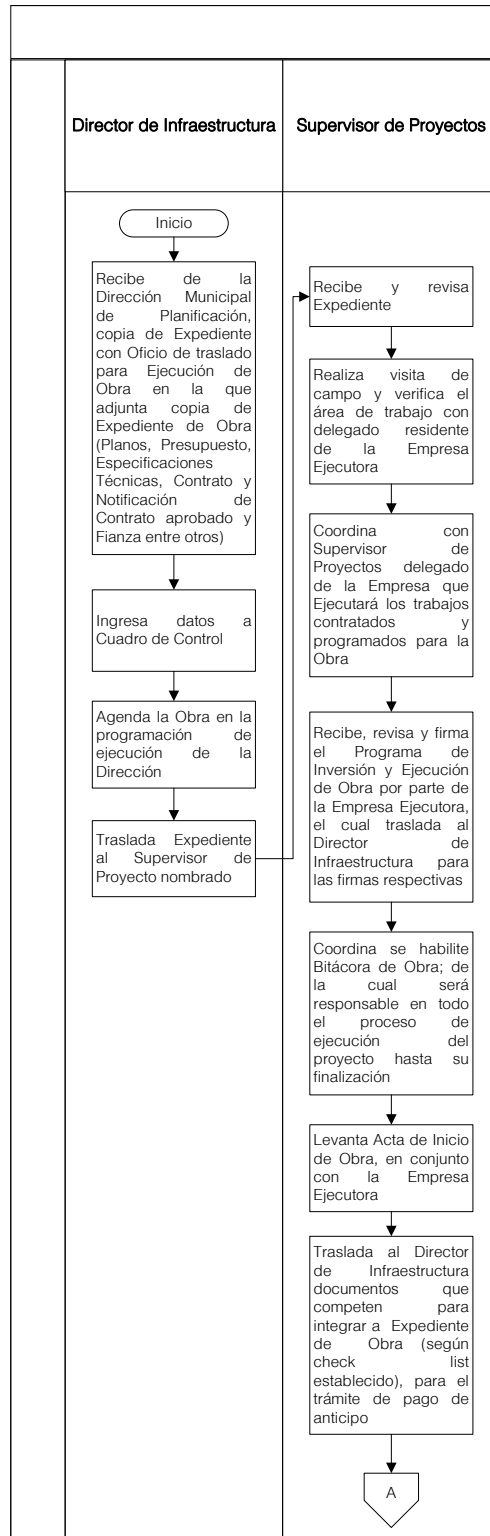 Director de Infraestructura
Supervisor de Proyectos
Inicio
Recibe de la
Dirección Municipal
de Planificación,
copia de Expediente
con Oficio de traslado
para Ejecución de
Obra en la que
adjunta copia de
Expediente de Obra
(Planos, Presupuesto,
Especificaciones
Técnicas, Contrato y
Notificación de
Contrato aprobado y
Fianza entre otros)
Ingresa datos a
Cuadro de Control
Agenda la Obra en la
programación de
ejecución de la
Dirección
Traslada Expediente
al Supervisor de
Proyecto nombrado
Recibe y revisa
Expediente
Realiza visita de
campo y verifica el
área de trabajo con
delegado residente
de la Empresa
Ejecutora
Coordina con
Supervisor de
Proyectos delegado
de la Empresa que
Ejecutará los trabajos
contratados y
programados para la
Obra
Recibe, revisa y firma
el Programa de
Inversión y Ejecución
de Obra por parte de
la Empresa Ejecutora,
el cual traslada al
Director de
Infraestructura para
las firmas respectivas
Coordina se habilite
Bitácora de Obra; de
la cual será
responsable en todo
el proceso de
ejecución del
proyecto hasta su
finalización
Levanta Acta de Inicio
de Obra, en conjunto
con la Empresa
Ejecutora
Traslada al Director
de Infraestructura
documentos que
competen para
integrar a Expediente
de Obra (según
check list
establecido), para el
trámite de pago de
anticipo
A